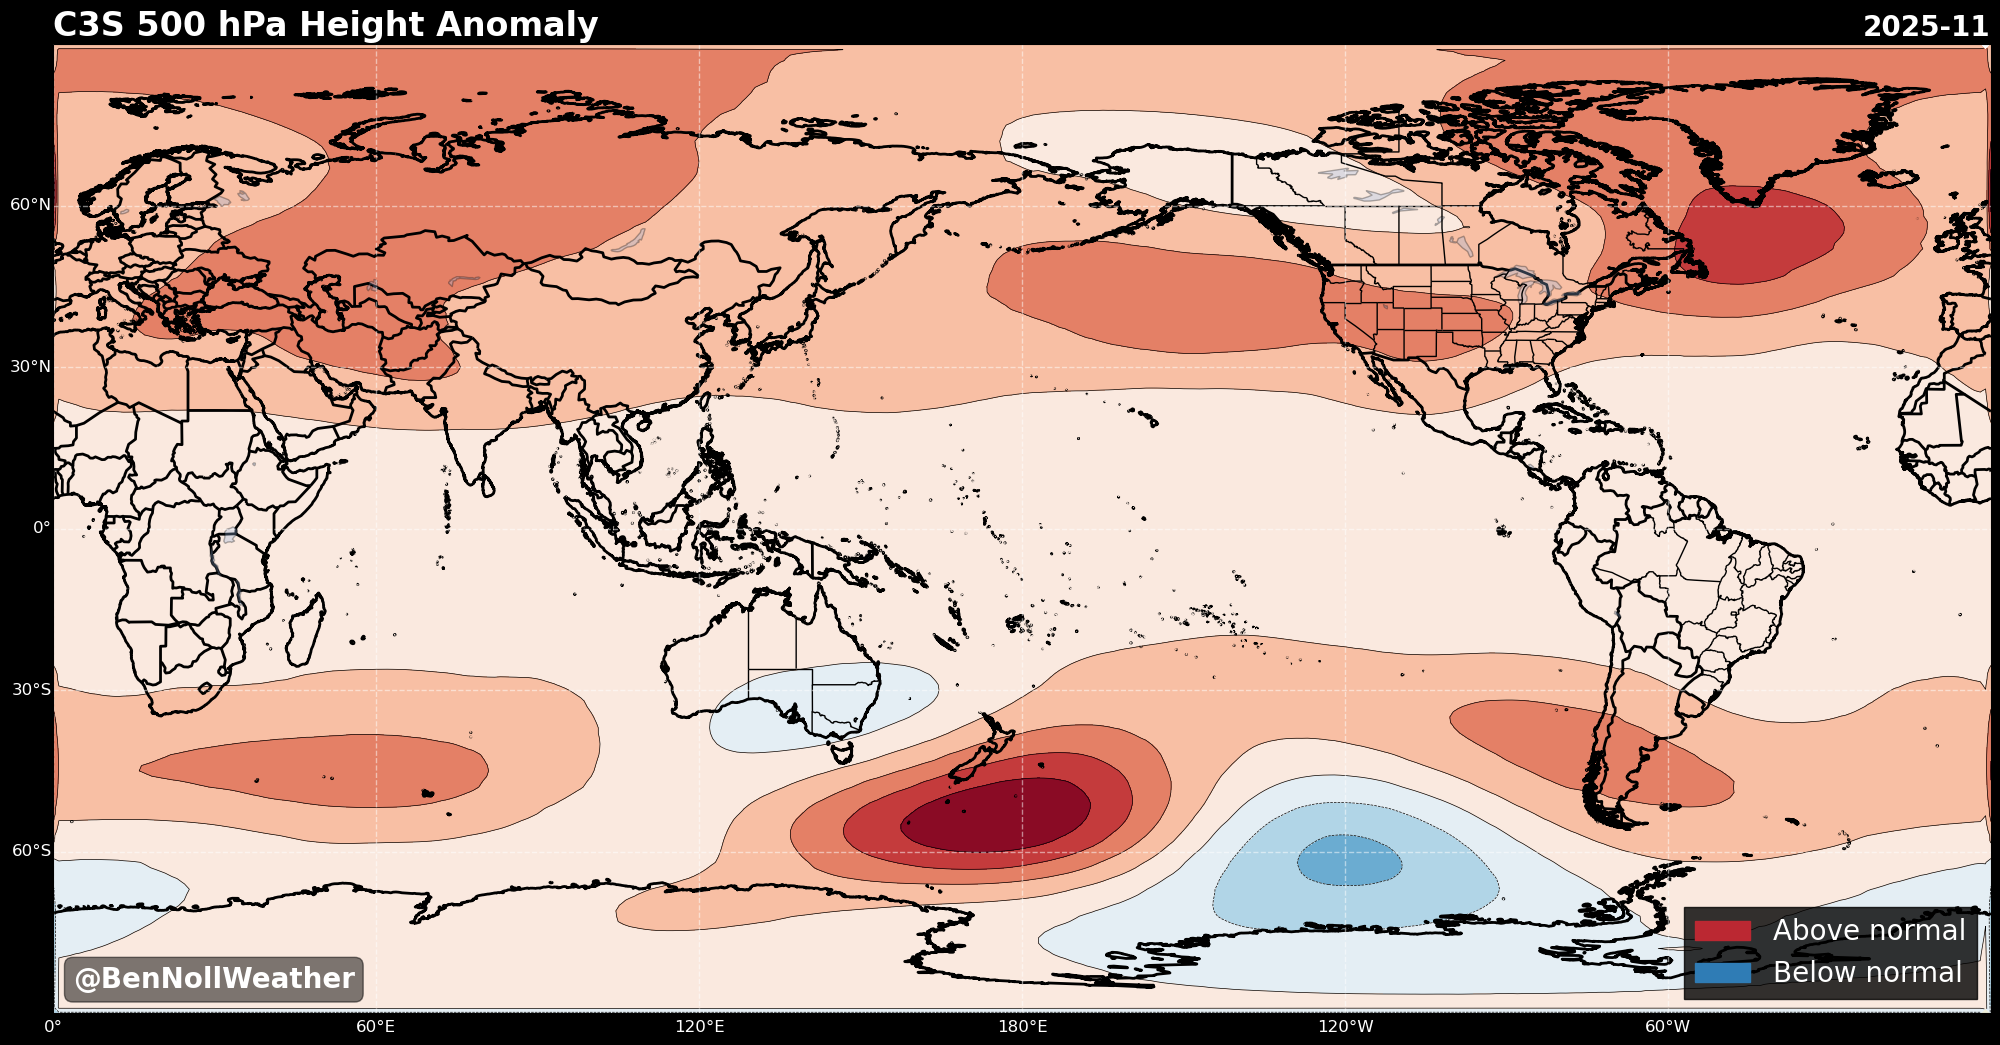 C3S 500 hPa Height Anomaly
2025-11
60°N
30°N
0°
30°S
60°S
Above normal
Below normal
@BenNollWeather
0°
60°E
120°E
180°E
120°W
60°W